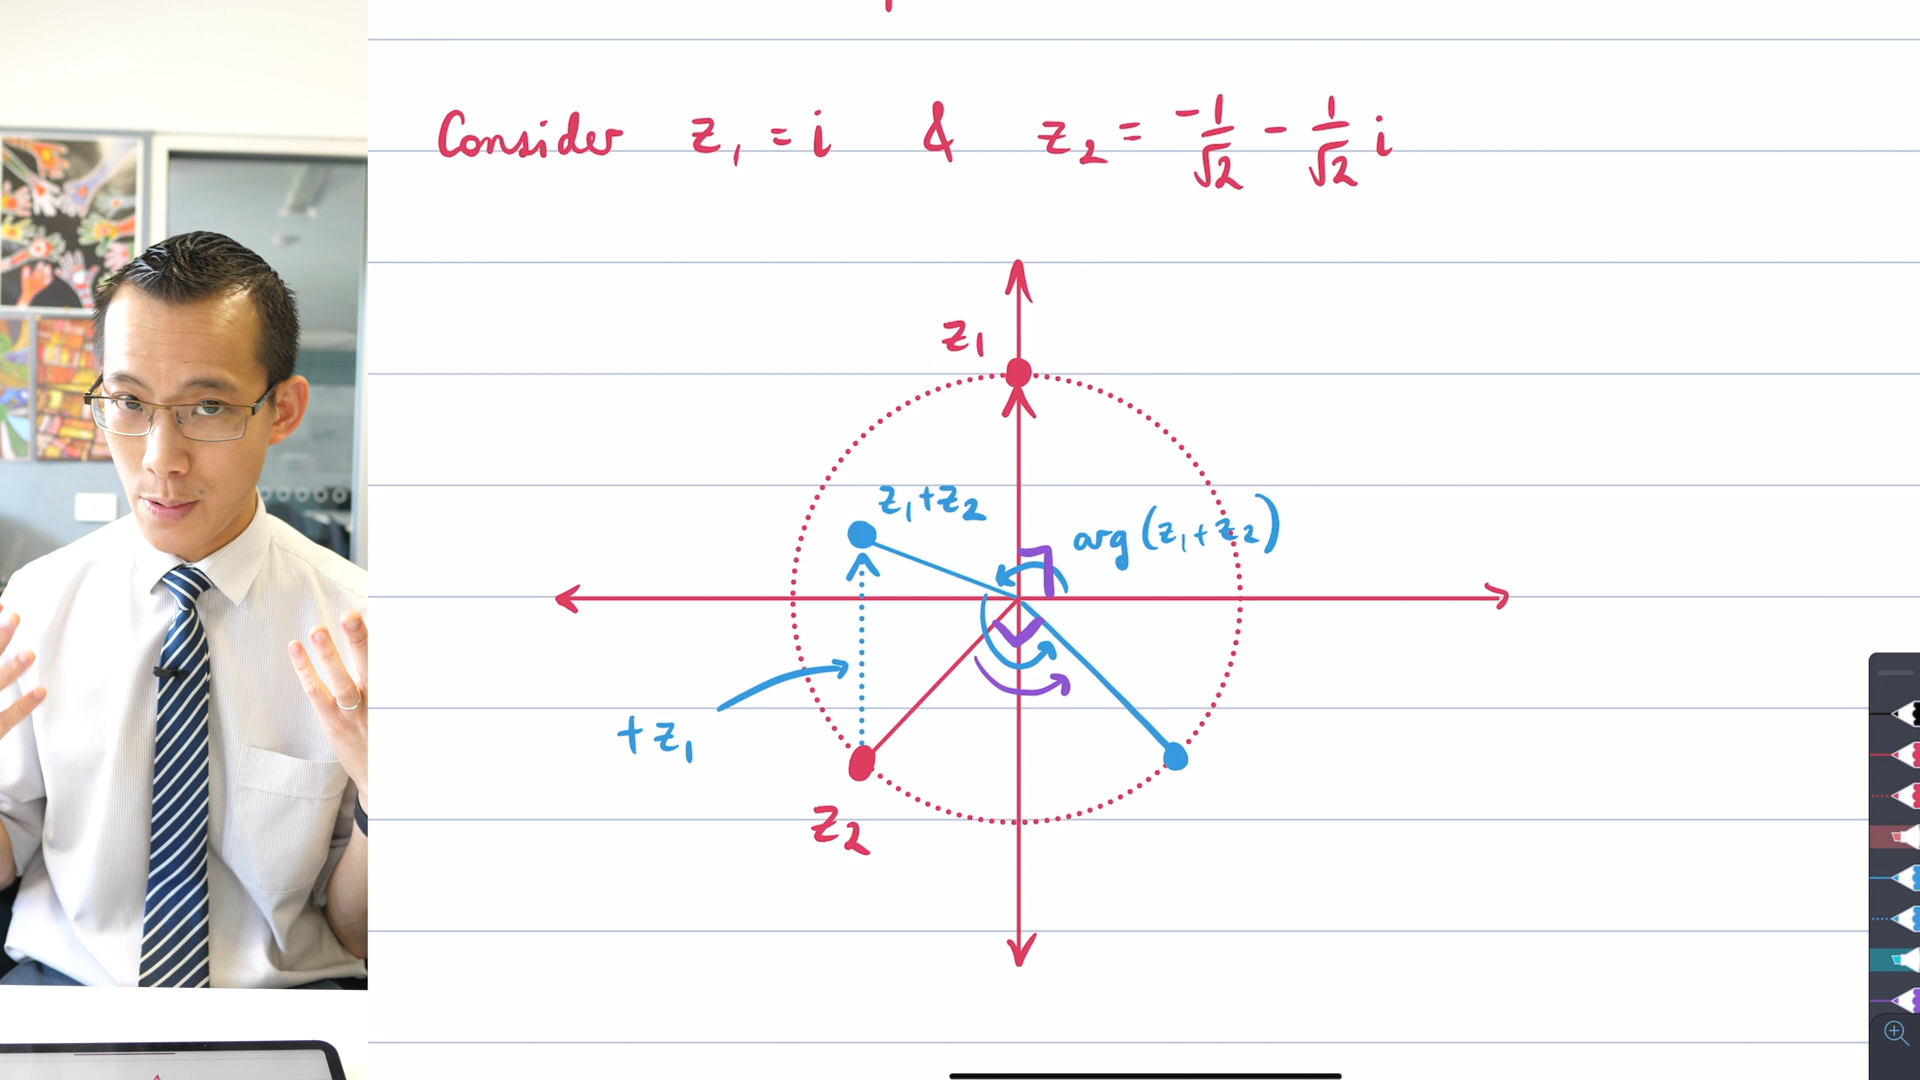 Consider z₁ = i & z₂ = -1/√2 - 1/√2 i
z₁
z₁+z₂
arg (z₁+z₂)
+z₁
z₂